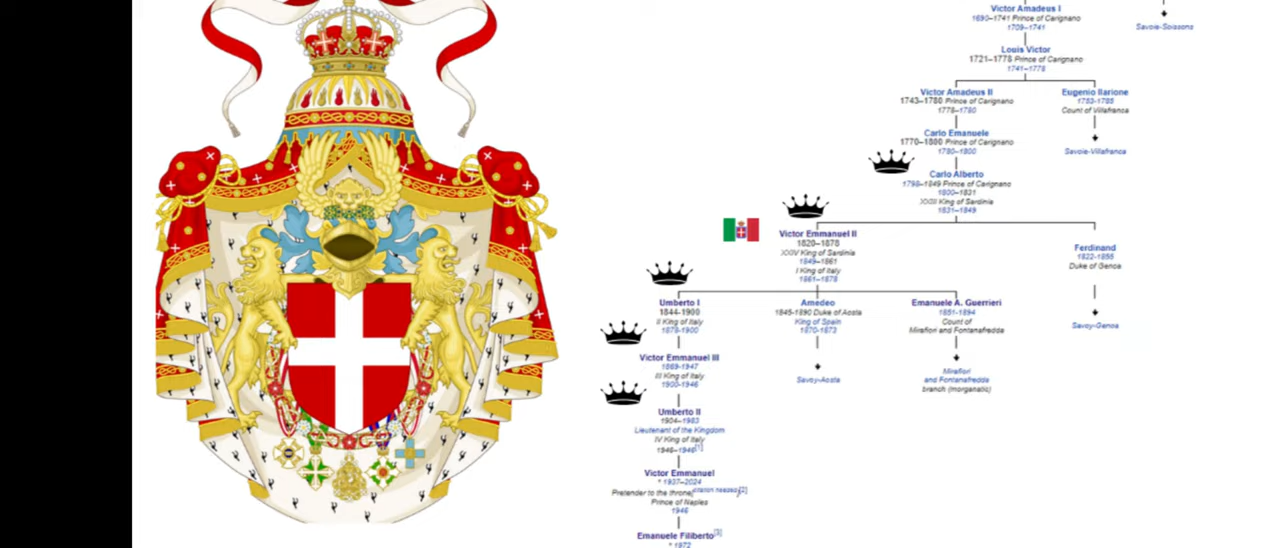 Victor Amadeus I
1690–1741 Prince of Carignano
1709–1741
Savoie-Soissons
Louis Victor
1721–1778 Prince of Carignano
1741–1778
Victor Amadeus II
1743–1780 Prince of Carignano
1778–1780
Eugenio Ilarione
1753-1785
Count of Villafranca
Savoie-Villafranca
Carlo Emanuele
1770–1800 Prince of Carignano
1780–1800
Carlo Alberto
1798–1849 Prince of Carignano
1800–1831
XXIII King of Sardinia
1831–1849
Victor Emmanuel II
1820–1878
XXIV King of Sardinia
1849–1861
I King of Italy
1861–1878
Ferdinand
1822-1855
Duke of Genoa
Savoy-Genoa
Umberto I
1844-1900
II King of Italy
1878-1900
Amedeo
1845-1890 Duke of Aosta
King of Spain
1870-1873
Savoy-Aosta
Emanuele A. Guerrieri
1851-1894
Count of
Mirafiori and Fontanafredda
Mirafiori
and Fontanafredda
branch (morganatic)
Victor Emmanuel III
1869-1947
III King of Italy
1900-1946
Umberto II
1904–1983
Lieutenant of the Kingdom
IV King of Italy
1946–1946[1]
Victor Emmanuel
* 1937–2024
Pretender to the throne[citation needed][2]
Prince of Naples
1946
Emanuele Filiberto[3]
* 1972